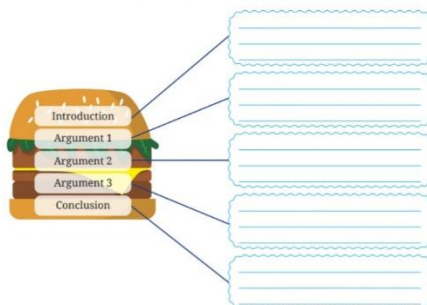 Introduction
Argument 1
Argument 2
Argument 3
Conclusion